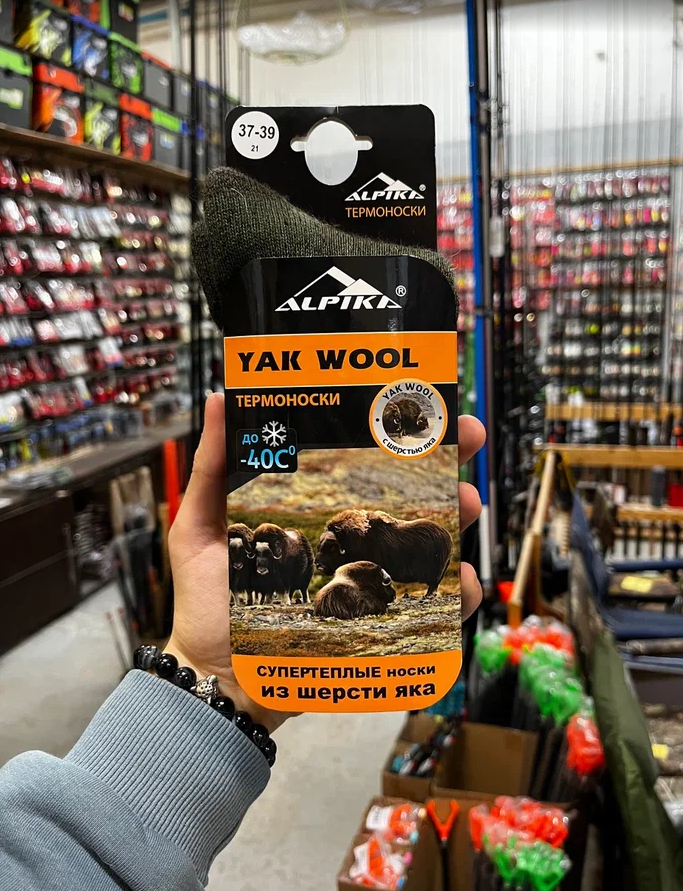 37-39
21
ALPIKA®
ТЕРМОНОСКИ
ALPIKA®
YAK WOOL
ТЕРМОНОСКИ
YAK WOOL
с шерстью яка
до
-40C⁰
СУПЕРТЕПЛЫЕ носки
из шерсти яка